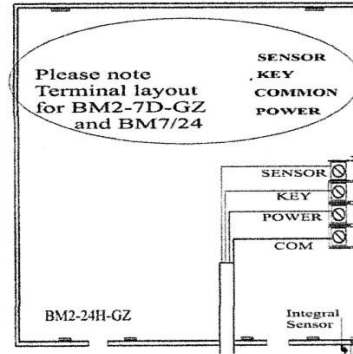 Please note
Terminal layout
for BM2-7D-GZ
and BM7/24
SENSOR
KEY
COMMON
POWER
SENSOR
KEY
POWER
COM
BM2-24H-GZ
Integral
Sensor